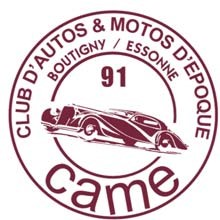 CLUB D'AUTOS & MOTOS D'EPOQUE
BOUTIGNY / ESSONNE
91
came